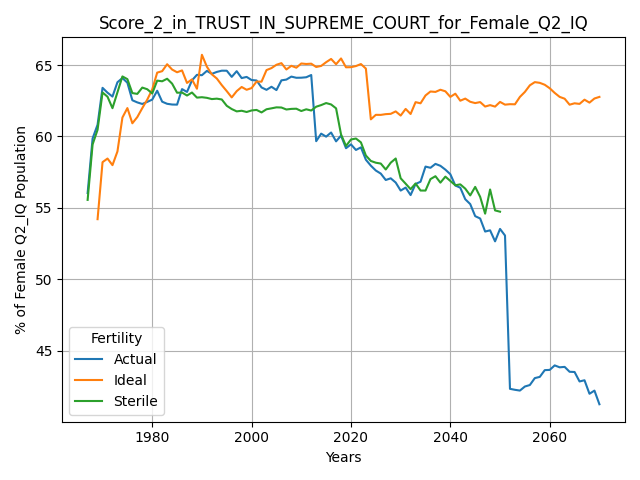 Score_2_in_TRUST_IN_SUPREME_COURT_for_Female_Q2_IQ
% of Female Q2_IQ Population
65
60
55
50
45
Fertility
Actual
Ideal
Sterile
1980
2000
2020
2040
2060
Years